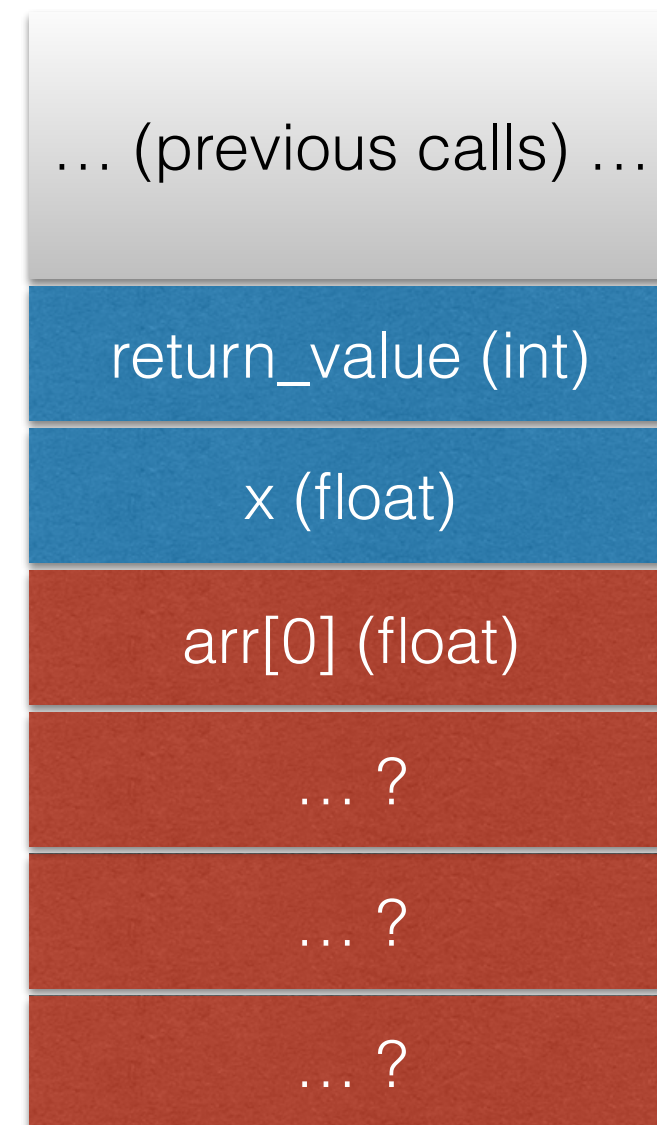 … (previous calls) …
return_value (int)
x (float)
arr[0] (float)
… ?
… ?
… ?